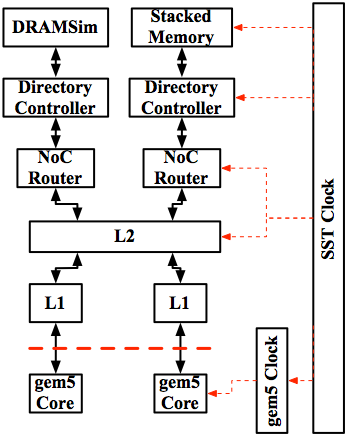 DRAMSim
Stacked
Memory
Directory
Controller
Directory
Controller
NoC
Router
NoC
Router
L2
L1
L1
gem5
Core
gem5
Core
gem5 Clock
SST Clock